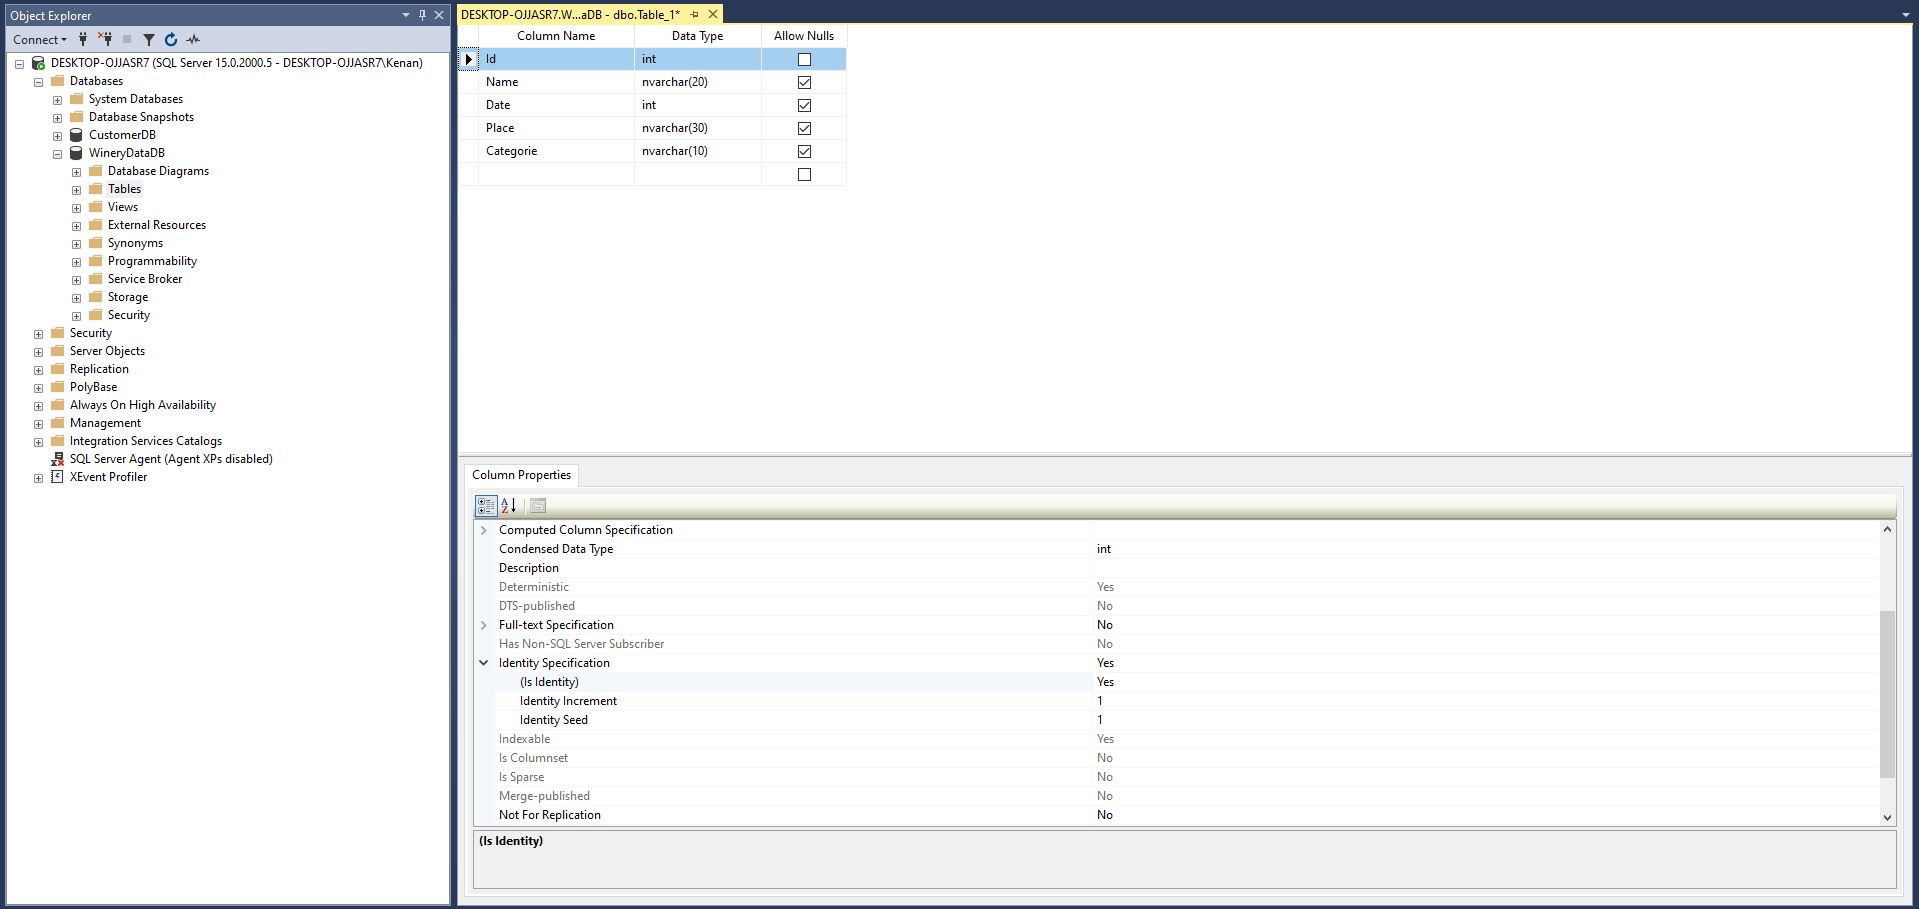 Object Explorer
Connect
DESKTOP-OJJASR7 (SQL Server 15.0.2000.5 - DESKTOP-OJJASR7\Kenan)
Databases
System Databases
Database Snapshots
CustomerDB
WineryDataDB
Database Diagrams
Tables
Views
External Resources
Synonyms
Programmability
Service Broker
Storage
Security
Security
Server Objects
Replication
PolyBase
Always On High Availability
Management
Integration Services Catalogs
SQL Server Agent (Agent XPs disabled)
XEvent Profiler
DESKTOP-OJJASR7.W...aDB - dbo.Table_1*
Column Name Data Type Allow Nulls
Id int
Name nvarchar(20)
Date int
Place nvarchar(30)
Categorie nvarchar(10)
Column Properties
Computed Column Specification
Condensed Data Type int
Description
Deterministic Yes
DTS-published No
Full-text Specification No
Has Non-SQL Server Subscriber No
Identity Specification Yes
(Is Identity) Yes
Identity Increment 1
Identity Seed 1
Indexable Yes
Is Columnset No
Is Sparse No
Merge-published No
Not For Replication No
(Is Identity)